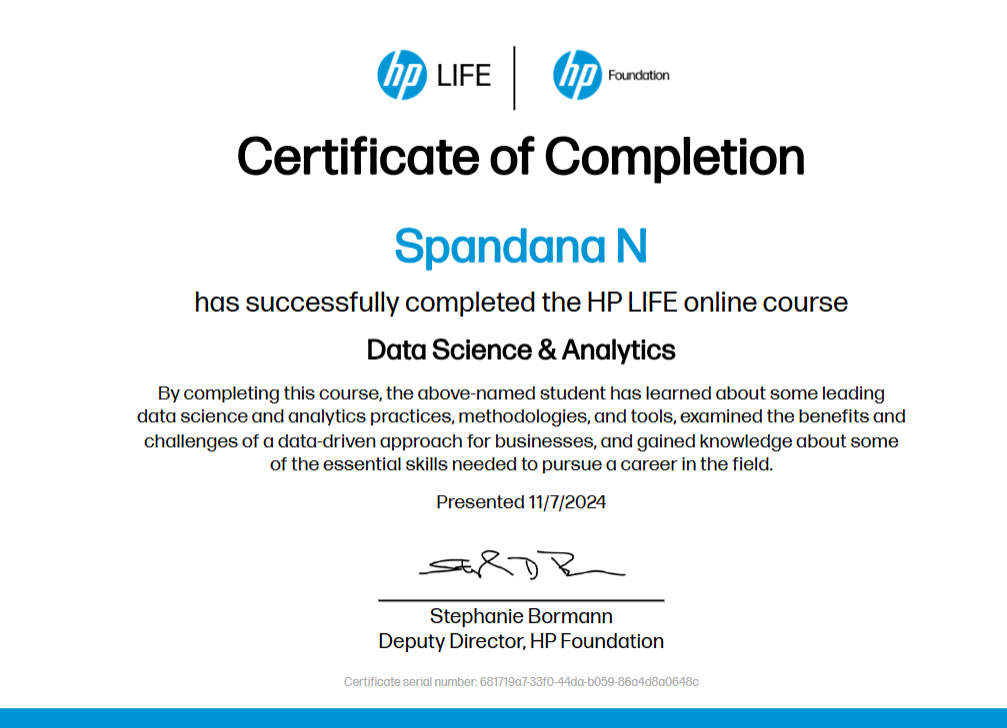 hp LIFE | hp Foundation
Certificate of Completion
Spandana N
has successfully completed the HP LIFE online course
Data Science & Analytics
By completing this course, the above-named student has learned about some leading
data science and analytics practices, methodologies, and tools, examined the benefits and
challenges of a data-driven approach for businesses, and gained knowledge about some
of the essential skills needed to pursue a career in the field.
Presented 11/7/2024
Stephanie Bormann
Deputy Director, HP Foundation
Certificate serial number: 681719a7-33f0-44da-b059-86a4d8a0648c